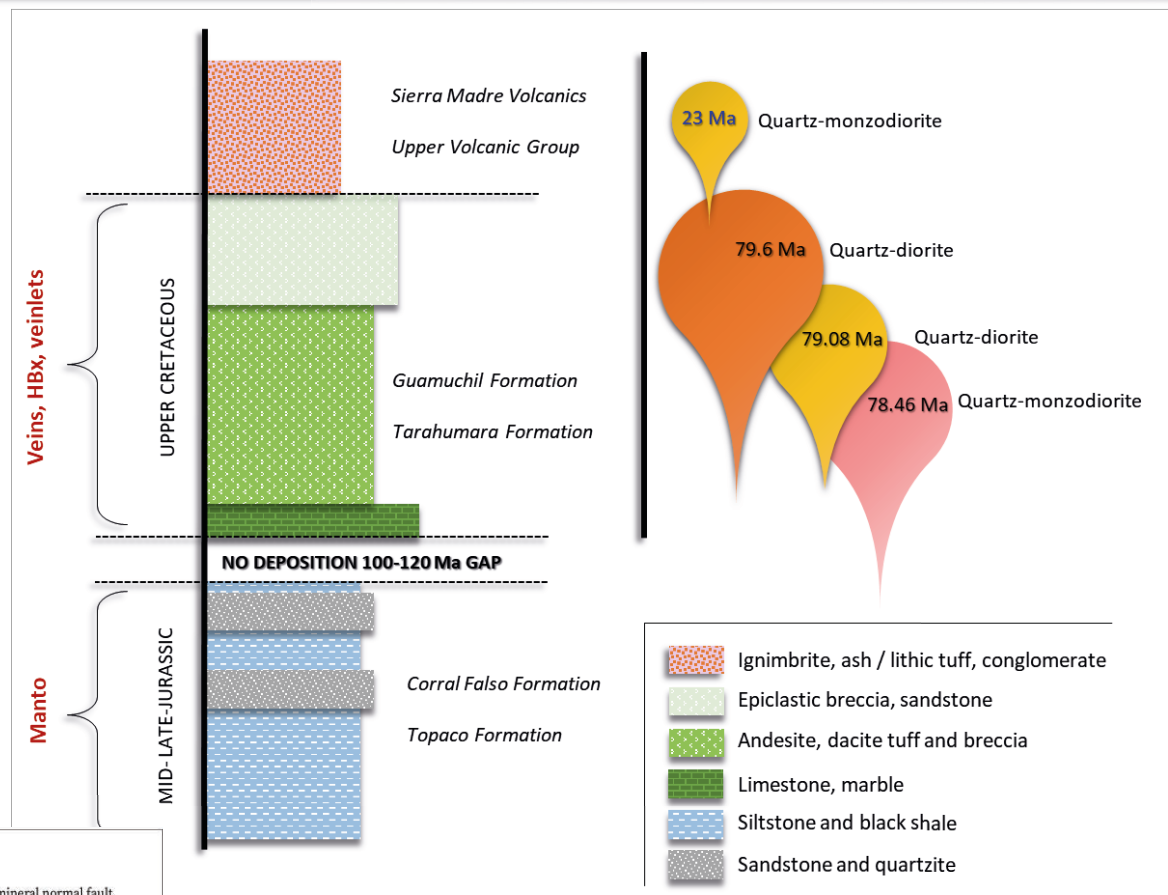 Sierra Madre Volcanics
Upper Volcanic Group
Veins, HBx, veinlets
UPPER CRETACEOUS
Guamuchil Formation
Tarahumara Formation
NO DEPOSITION 100-120 Ma GAP
Manto
MID- LATE-JURASSIC
Corral Falso Formation
Topaco Formation
23 Ma
Quartz-monzodiorite
79.6 Ma
Quartz-diorite
79.08 Ma
Quartz-diorite
78.46 Ma
Quartz-monzodiorite
Ignimbrite, ash / lithic tuff, conglomerate
Epiclastic breccia, sandstone
Andesite, dacite tuff and breccia
Limestone, marble
Siltstone and black shale
Sandstone and quartzite
normal fault